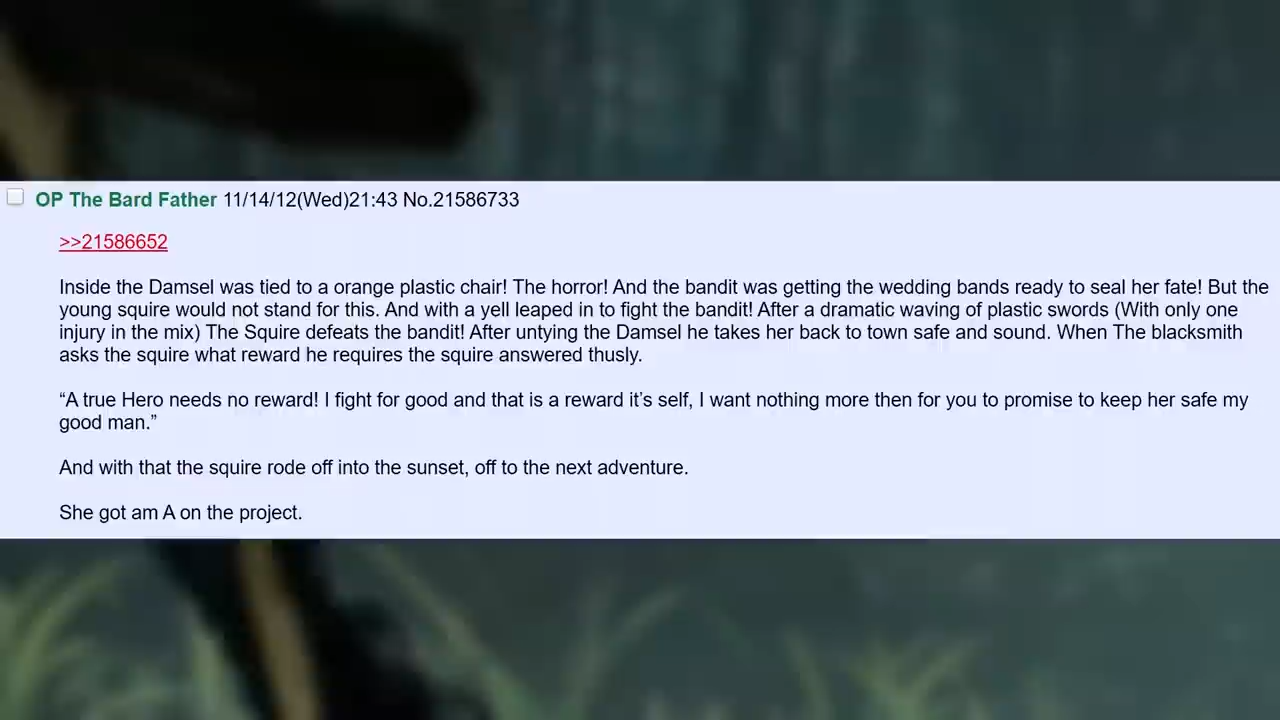 OP The Bard Father 11/14/12(Wed)21:43 No.21586733
>>21586652
Inside the Damsel was tied to a orange plastic chair! The horror! And the bandit was getting the wedding bands ready to seal her fate! But the
young squire would not stand for this. And with a yell leaped in to fight the bandit! After a dramatic waving of plastic swords (With only one
injury in the mix) The Squire defeats the bandit! After untying the Damsel he takes her back to town safe and sound. When The blacksmith
asks the squire what reward he requires the squire answered thusly.
“A true Hero needs no reward! I fight for good and that is a reward it’s self, I want nothing more then for you to promise to keep her safe my
good man.”
And with that the squire rode off into the sunset, off to the next adventure.
She got am A on the project.